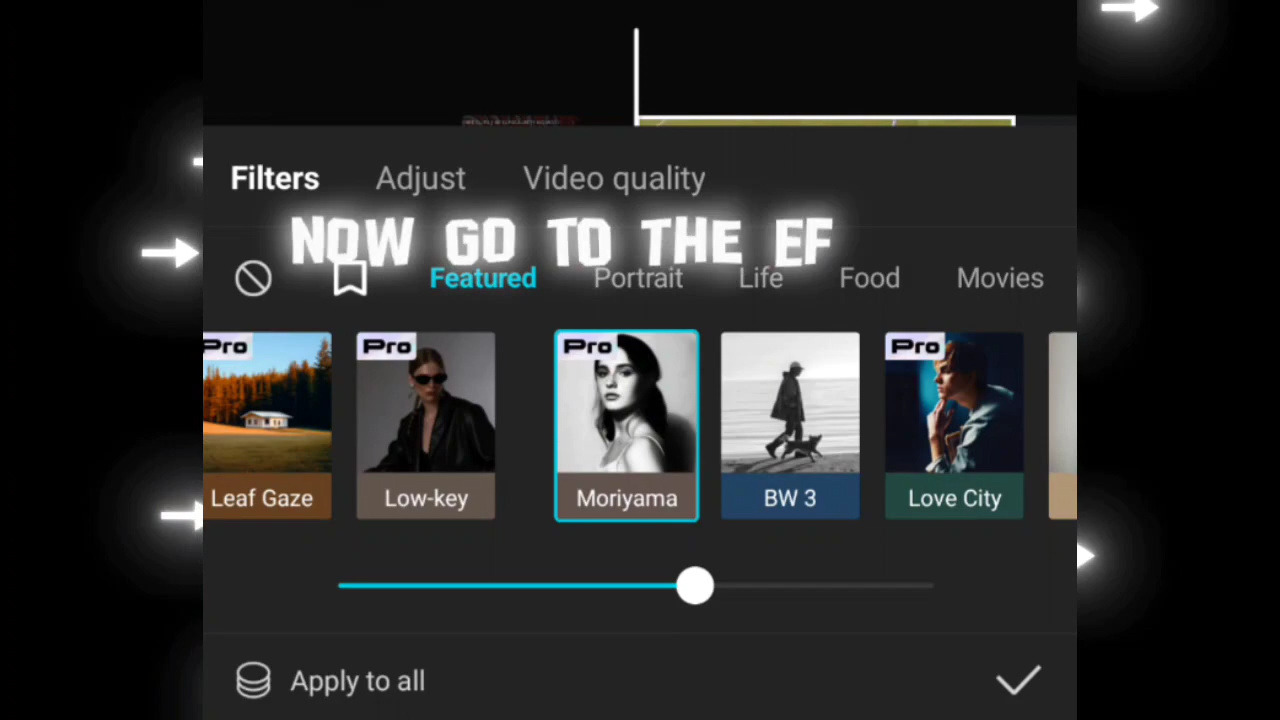 Filters Adjust Video quality
NOW GO TO THE EF
Featured Portrait Life Food Movies
Pro Pro Pro Pro
Leaf Gaze Low-key Moriyama BW 3 Love City
Apply to all